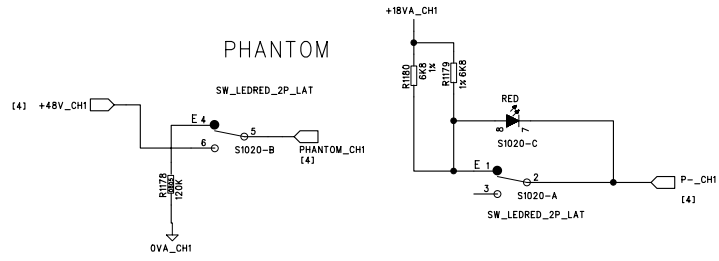 +18VA_CH1
PHANTOM
R1180
6K8
1%
R1179
1% 6K8
SW_LEDRED_2P_LAT
RED
[4] +48V_CH1
E 4
5
8
7
6
S1020-B
PHANTOM_CH1
[4]
S1020-C
R1178
0805
120K
E 1
2
P-_CH1
[4]
3
S1020-A
SW_LEDRED_2P_LAT
0VA_CH1